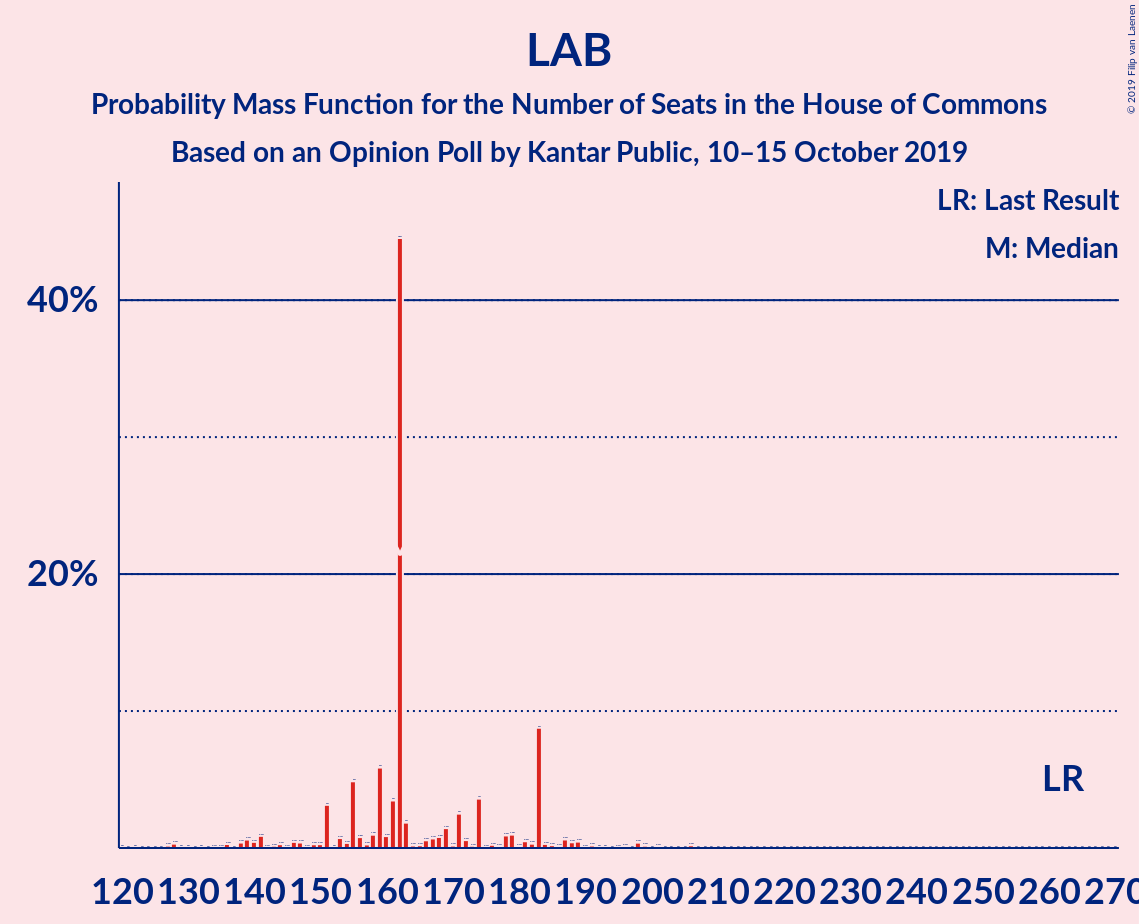 LAB
Probability Mass Function for the Number of Seats in the House of Commons
Based on an Opinion Poll by Kantar Public, 10–15 October 2019
© 2019 Filip van Laenen
LR: Last Result
M: Median
40%
20%
LR
120 130 140 150 160 170 180 190 200 210 220 230 240 250 260 270